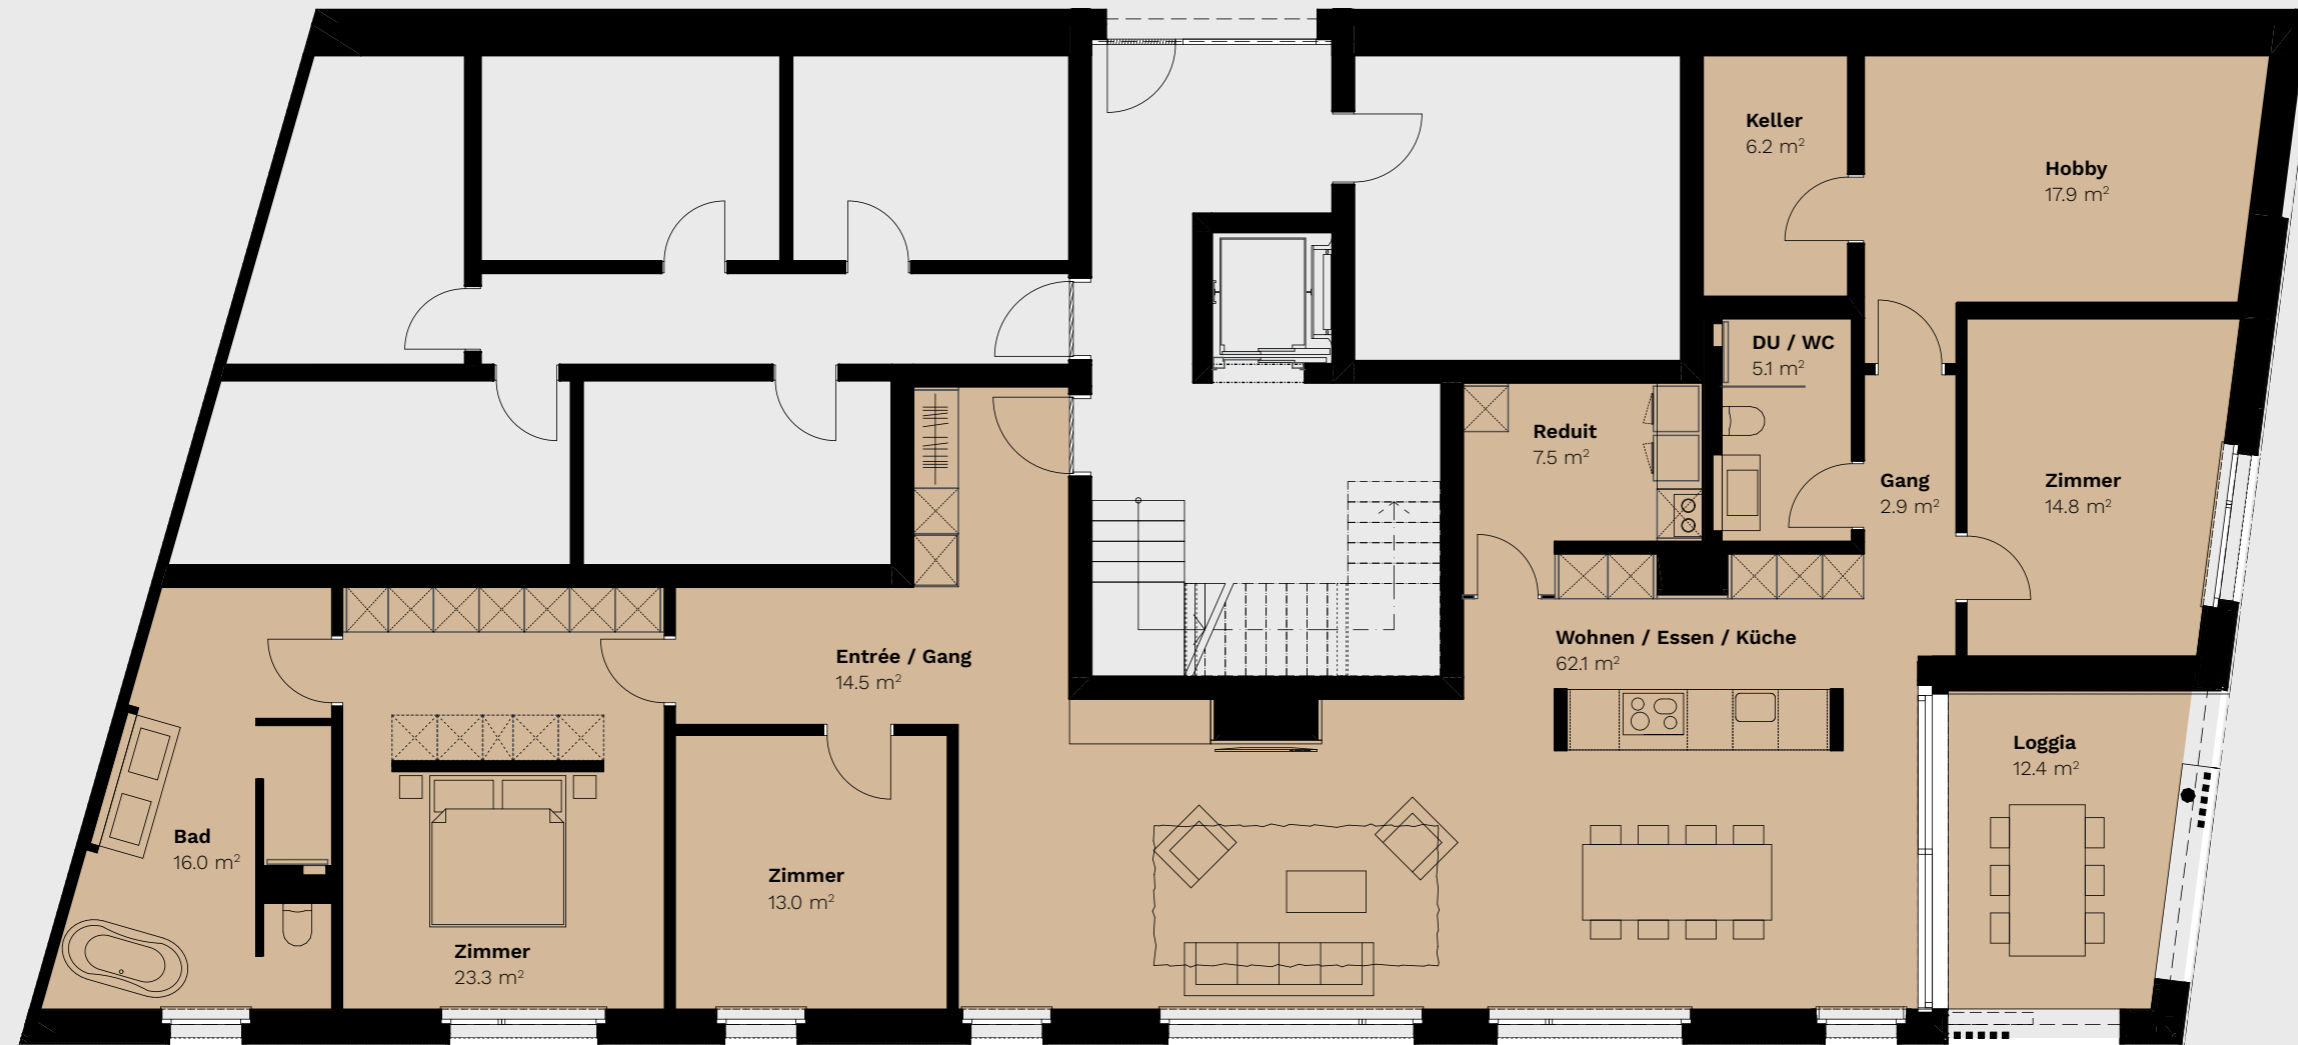 Keller
6.2 m²
Hobby
17.9 m²
DU / WC
5.1 m²
Reduit
7.5 m²
Gang
2.9 m²
Zimmer
14.8 m²
Wohnen / Essen / Küche
62.1 m²
Entrée / Gang
14.5 m²
Loggia
12.4 m²
Bad
16.0 m²
Zimmer
13.0 m²
Zimmer
23.3 m²